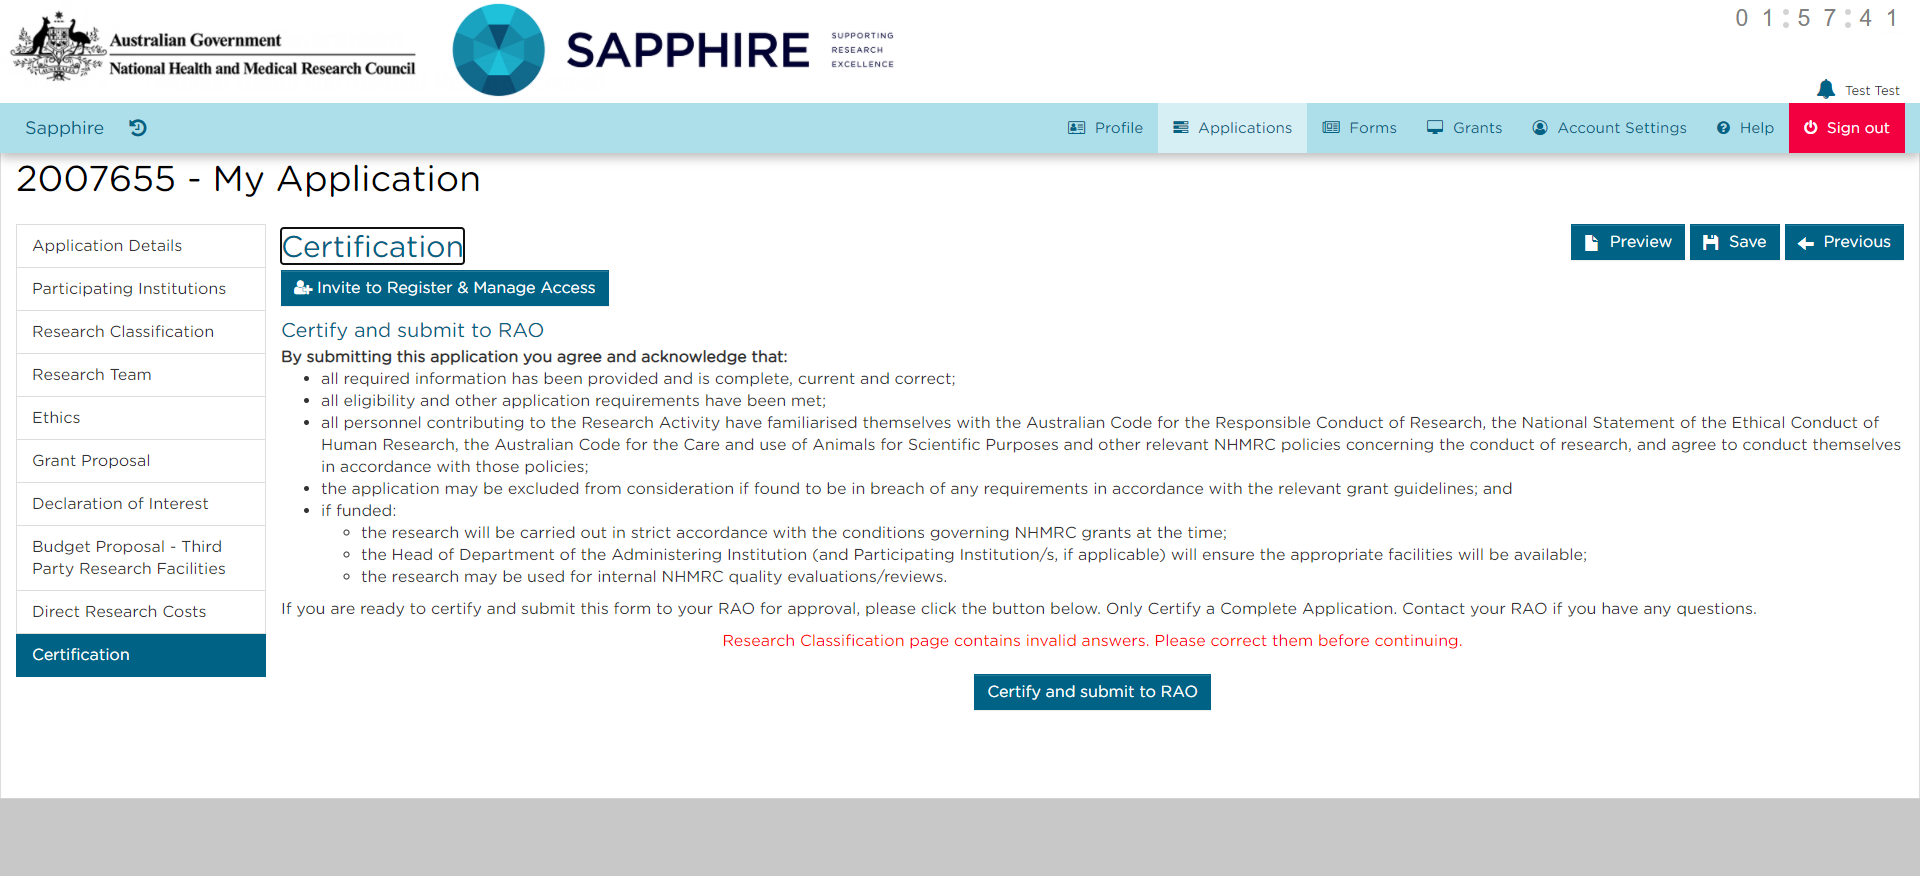 Australian Government
National Health and Medical Research Council
SAPPHIRE
SUPPORTING
RESEARCH
EXCELLENCE
01:57:41
Test Test
Sapphire
Profile
Applications
Forms
Grants
Account Settings
Help
Sign out
2007655 - My Application
Application Details
Participating Institutions
Research Classification
Research Team
Ethics
Grant Proposal
Declaration of Interest
Budget Proposal - Third
Party Research Facilities
Direct Research Costs
Certification
Certification
Preview
Save
Previous
Invite to Register & Manage Access
Certify and submit to RAO
By submitting this application you agree and acknowledge that:
• all required information has been provided and is complete, current and correct;
• all eligibility and other application requirements have been met;
• all personnel contributing to the Research Activity have familiarised themselves with the Australian Code for the Responsible Conduct of Research, the National Statement of the Ethical Conduct of
Human Research, the Australian Code for the Care and use of Animals for Scientific Purposes and other relevant NHMRC policies concerning the conduct of research, and agree to conduct themselves
in accordance with those policies;
• the application may be excluded from consideration if found to be in breach of any requirements in accordance with the relevant grant guidelines; and
• if funded:
◦ the research will be carried out in strict accordance with the conditions governing NHMRC grants at the time;
◦ the Head of Department of the Administering Institution (and Participating Institution/s, if applicable) will ensure the appropriate facilities will be available;
◦ the research may be used for internal NHMRC quality evaluations/reviews.
If you are ready to certify and submit this form to your RAO for approval, please click the button below. Only Certify a Complete Application. Contact your RAO if you have any questions.
Research Classification page contains invalid answers. Please correct them before continuing.
Certify and submit to RAO